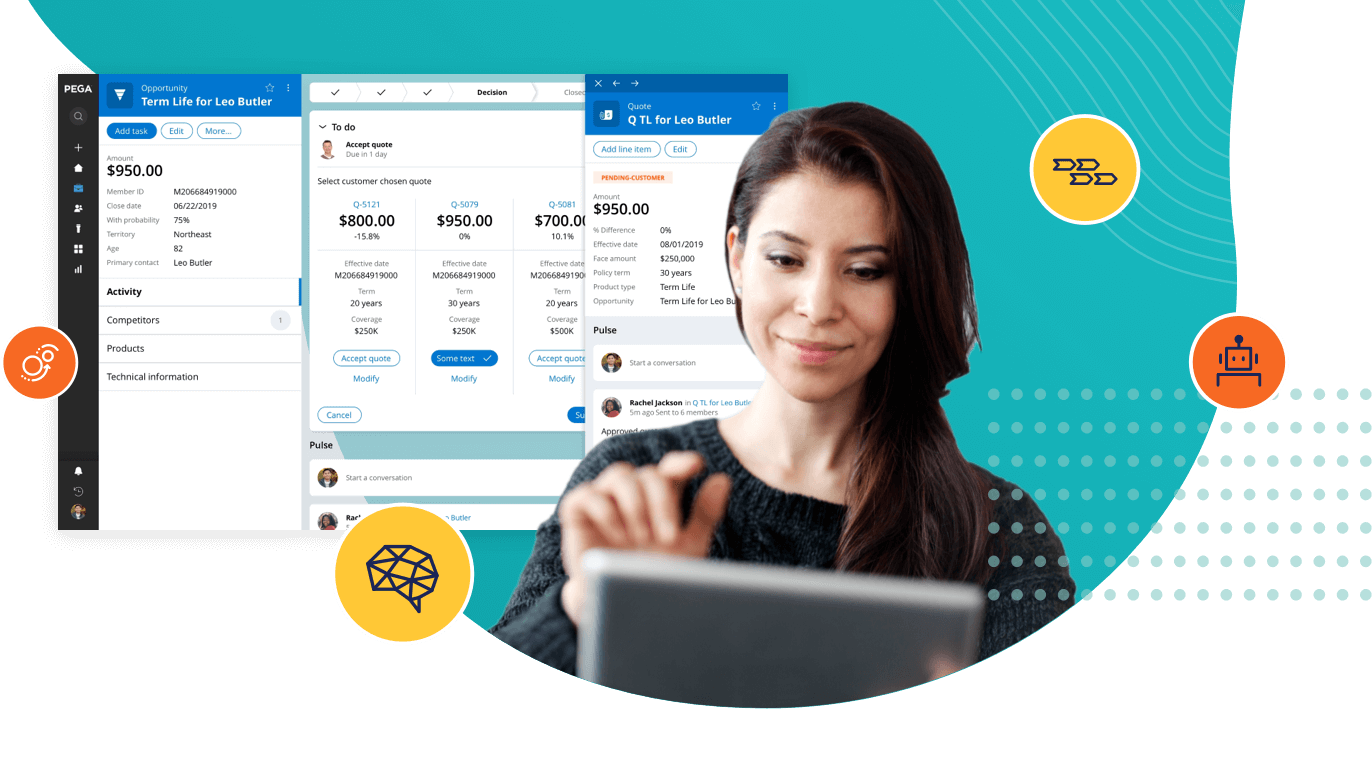 PEGA
Opportunity
Term Life for Leo Butler
Add task Edit More...
Amount
$950.00
Member ID M206684919000
Close date 06/22/2019
With probability 75%
Territory Northeast
Age 82
Primary contact Leo Butler
Activity
Competitors 1
Products
Technical information
Decision Closed
To do
Accept quote
Due in 1 day
Select customer chosen quote
Q-5121 Q-5079 Q-5081
$800.00 $950.00 $700.0
-15.8% 0% 10.1%
Effective date Effective date Effective date
M206684919000 M206684919000 M20668491900
Term Term Term
20 years 30 years 20 years
Coverage Coverage Coverage
$250K $250K $500K
Accept quote Some text Accept quote
Modify Modify Modify
Cancel Su
Pulse
Start a conversation
Rac
Butler
Quote
Q TL for Leo Butler
Add line item Edit
PENDING-CUSTOMER
Amount
$950.00
% Difference 0%
Effective date 08/01/2019
Face amount $250,000
Policy term 30 years
Product type Term Life
Opportunity Term Life for Leo Bu
Pulse
Start a conversation
Rachel Jackson in Q TL for Leo Butle
5m ago Sent to 6 members
Approved